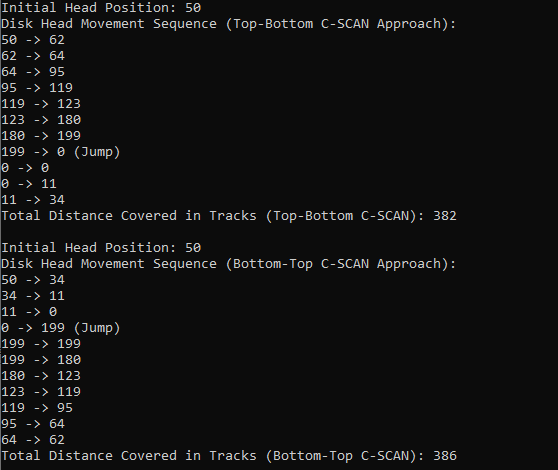 Initial Head Position: 50
Disk Head Movement Sequence (Top-Bottom C-SCAN Approach):
50 -> 62
62 -> 64
64 -> 95
95 -> 119
119 -> 123
123 -> 180
180 -> 199
199 -> 0 (Jump)
0 -> 0
0 -> 11
11 -> 34
Total Distance Covered in Tracks (Top-Bottom C-SCAN): 382

Initial Head Position: 50
Disk Head Movement Sequence (Bottom-Top C-SCAN Approach):
50 -> 34
34 -> 11
11 -> 0
0 -> 199 (Jump)
199 -> 199
199 -> 180
180 -> 123
123 -> 119
119 -> 95
95 -> 64
64 -> 62
Total Distance Covered in Tracks (Bottom-Top C-SCAN): 386